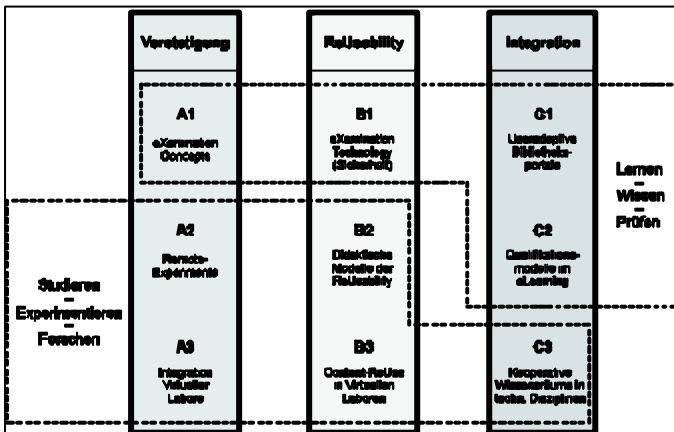 Verstetigung
ReUseability
Integration
A1
eXamination
Concepts
B1
eXamination
Technology
(Sicherheit)
C1
Useradaptive
Bibliotheks-
portale
Lernen
–
Wissen
–
Prüfen
A2
Remote-
Experimente
B2
Didaktische
Modelle der
ReUseability
C2
Qualifikations-
modelle im
eLearning
Studieren
–
Experimentieren
–
Forschen
A3
Integration
Virtueller
Labore
B3
Content-ReUse
in Virtuellen
Laboren
C3
Kooperative
Wissensräume in
techn. Disziplinen